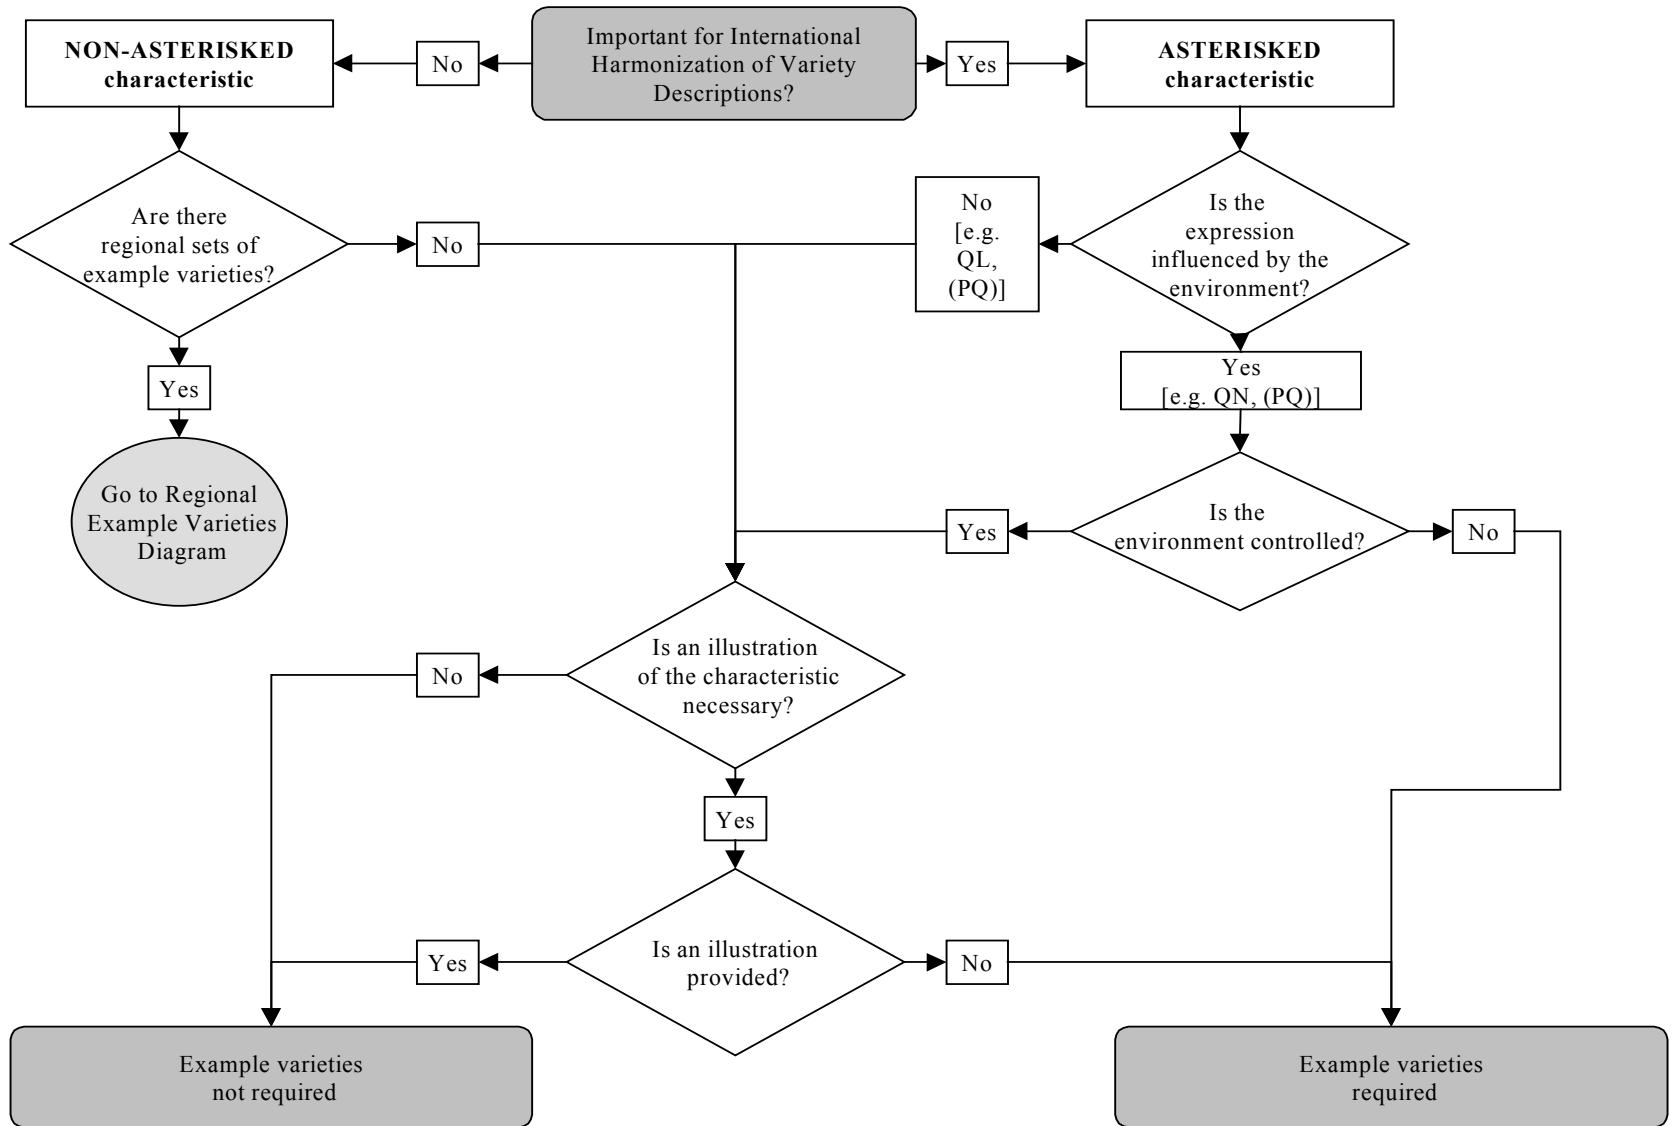 NON-ASTERISKED
characteristic
No
Important for International
Harmonization of Variety
Descriptions?
Yes
ASTERISKED
characteristic
Are there
regional sets of
example varieties?
No
No
[e.g.
QL,
(PQ)]
Is the
expression
influenced by the
environment?
Yes
Yes
[e.g. QN, (PQ)]
Go to Regional
Example Varieties
Diagram
Yes
Is the
environment controlled?
No
No
Is an illustration
of the characteristic
necessary?
Yes
Yes
Is an illustration
provided?
No
Example varieties
not required
Example varieties
required